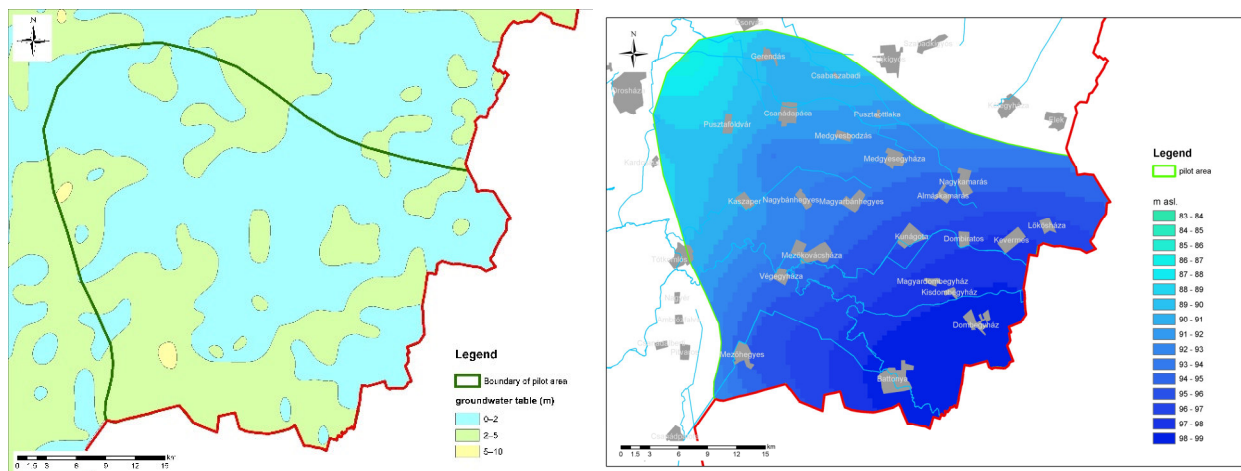 N
Legend
Boundary of pilot area
groundwater table (m)
0–2
2–5
5–10
km
0 1.5 3 6 9 12 15
N
Gerendás
Csabaszabadi
Orosháza
Csanádapáca
Pusztaottlaka
Pusztaföldvár
Medgyesbodzás
Elek
Medgyesegyháza
Nagykamarás
Almáskamarás
Kaszaper
Nagybánhegyes
Magyarbánhegyes
Lőkösháza
Kunágota
Dombiratos
Kevermes
Mezőkovácsháza
Végegyháza
Magyardombegyház
Kisdombegyház
Dombegyház
Mezőhegyes
Battonya
Legend
pilot area
m asl.
83 - 84
84 - 85
85 - 86
86 - 87
87 - 88
88 - 89
89 - 90
90 - 91
91 - 92
92 - 93
93 - 94
94 - 95
95 - 96
96 - 97
97 - 98
98 - 99
km
0 1.5 3 6 9 12 15